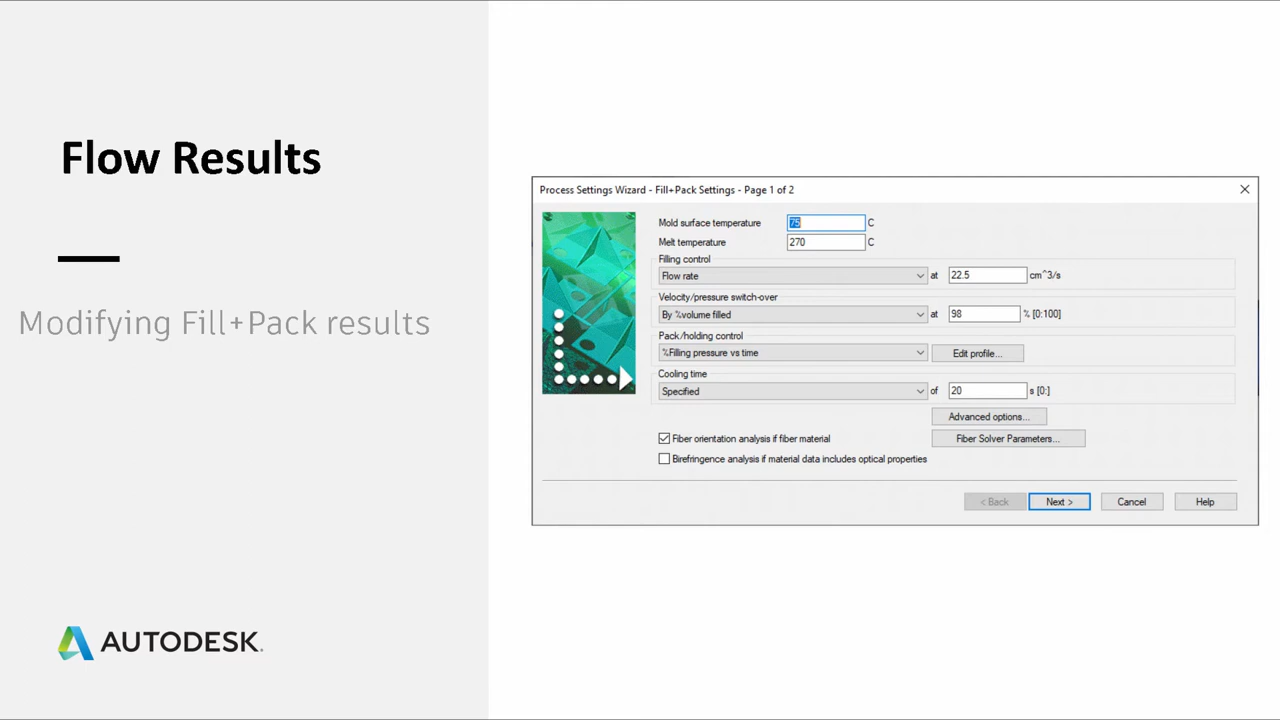 Flow Results
Modifying Fill+Pack results
AUTODESK.
Process Settings Wizard - Fill+Pack Settings - Page 1 of 2
Mold surface temperature 75 C
Melt temperature 270 C
Filling control
Flow rate at 22.5 cm^3/s
Velocity/pressure switch-over
By %volume filled at 98 % [0:100]
Pack/holding control
%Filling pressure vs time Edit profile...
Cooling time
Specified of 20 s [0:]
Advanced options...
Fiber orientation analysis if fiber material Fiber Solver Parameters...
Birefringence analysis if material data includes optical properties
< Back Next > Cancel Help